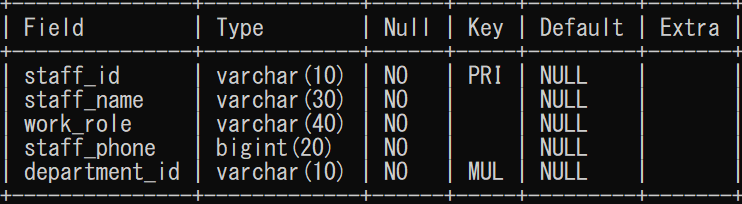 | Field | Type | Null | Key | Default | Extra |
| staff_id | varchar(10) | NO | PRI | NULL | |
| staff_name | varchar(30) | NO | | NULL | |
| work_role | varchar(40) | NO | | NULL | |
| staff_phone | bigint(20) | NO | | NULL | |
| department_id | varchar(10) | NO | MUL | NULL | |